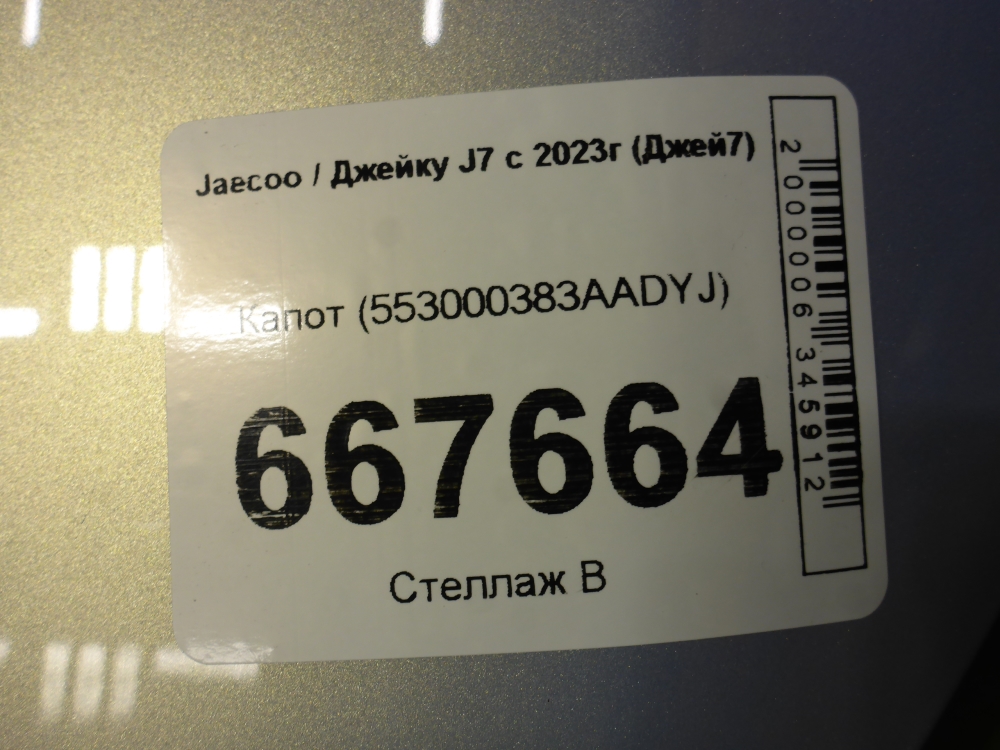 Jaecoo / Джейку J7 с 2023г (Джей7)
Капот (553000383AADYJ)
667664
Стеллаж В
2000006345912